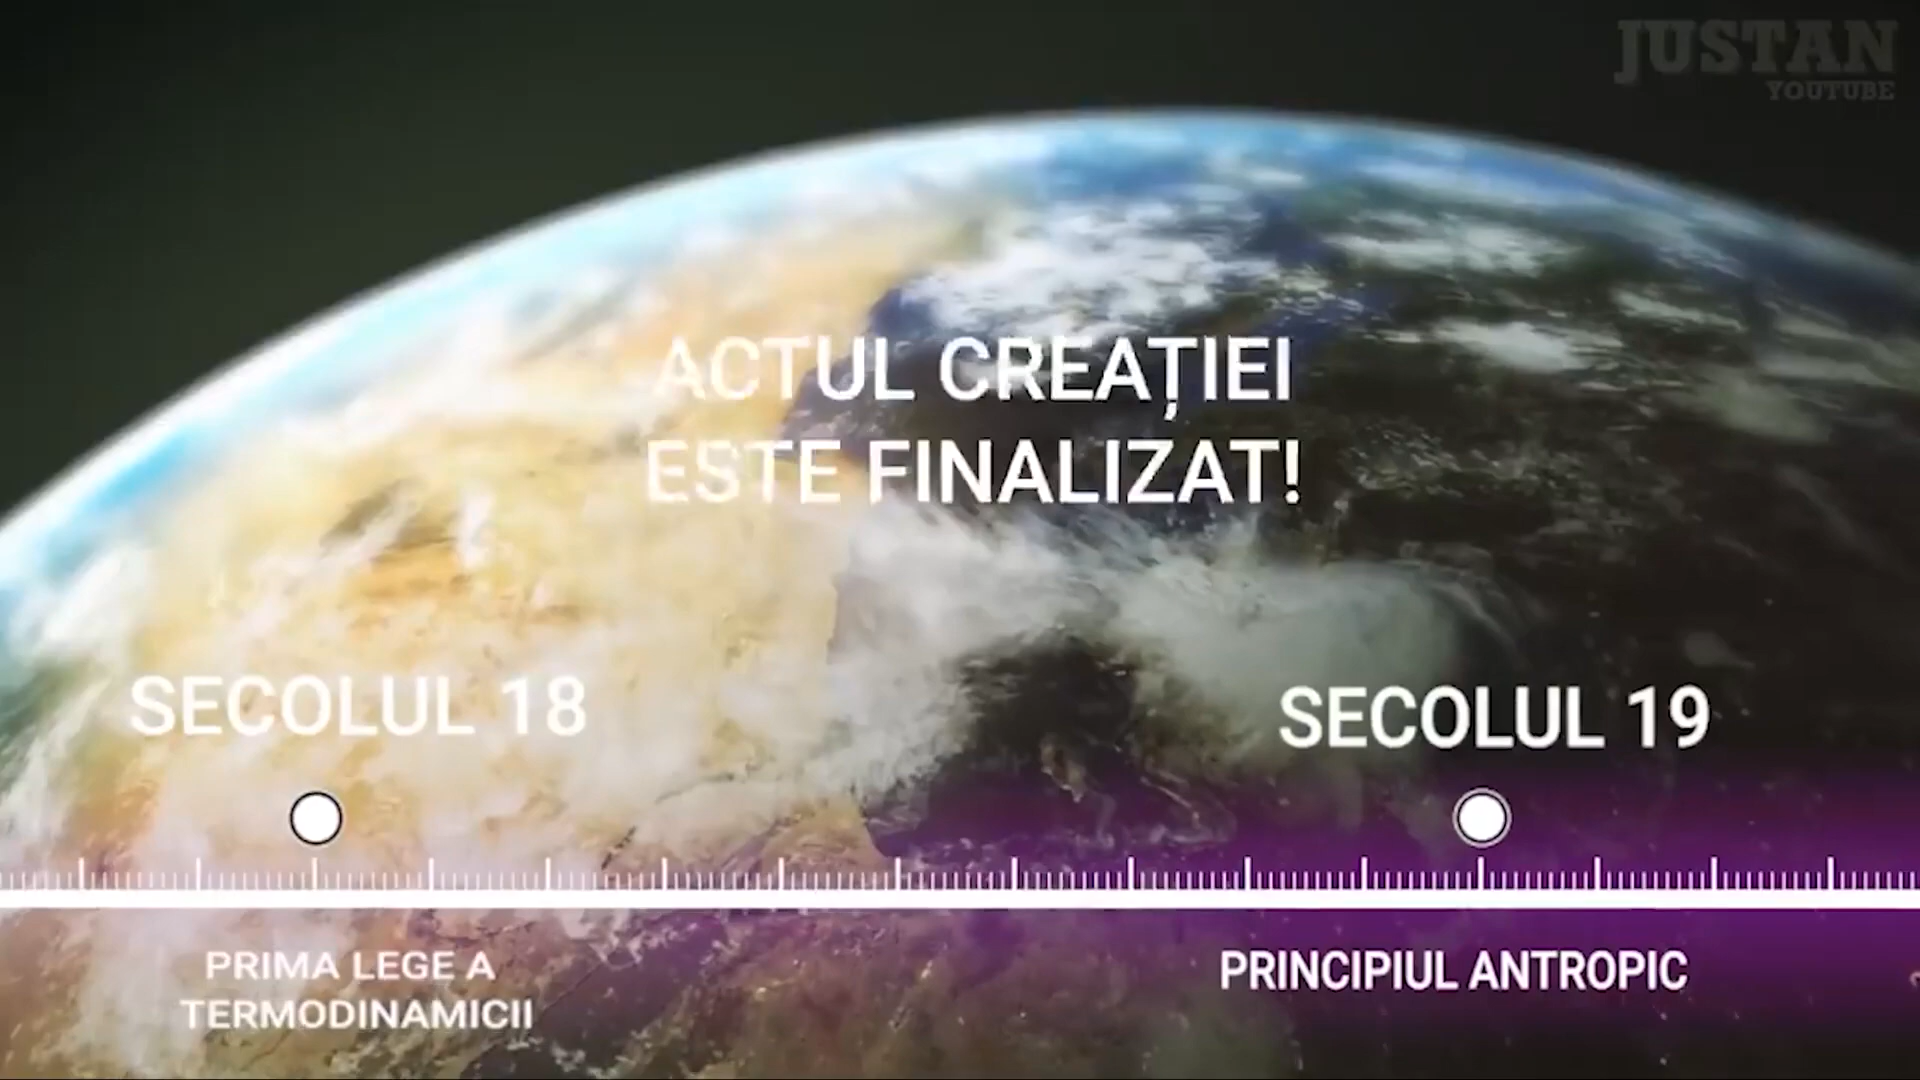 JUSTAN
YOUTUBE
ACTUL CREAȚIEI
ESTE FINALIZAT!
SECOLUL 18
SECOLUL 19
PRIMA LEGE A
TERMODINAMICII
PRINCIPIUL ANTROPIC